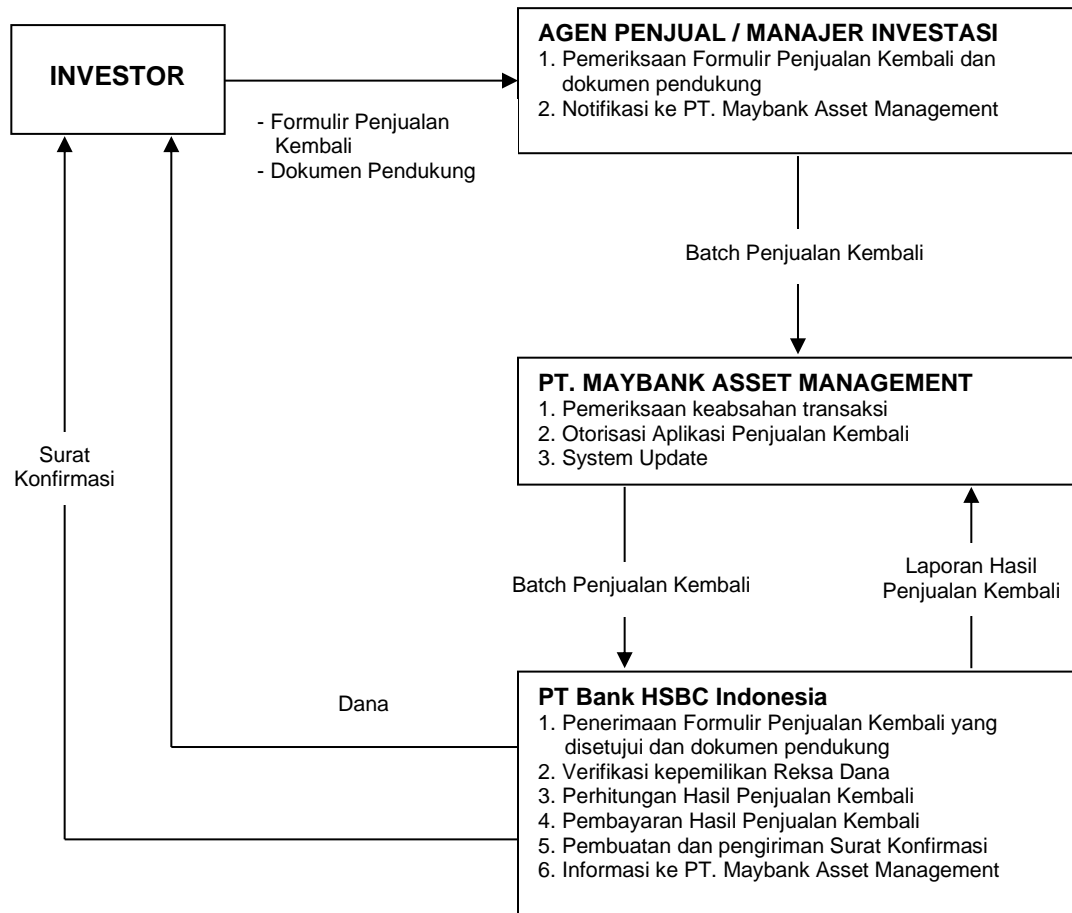 INVESTOR
AGEN PENJUAL / MANAJER INVESTASI
1. Pemeriksaan Formulir Penjualan Kembali dan
dokumen pendukung
2. Notifikasi ke PT. Maybank Asset Management
- Formulir Penjualan
Kembali
- Dokumen Pendukung
Batch Penjualan Kembali
PT. MAYBANK ASSET MANAGEMENT
1. Pemeriksaan keabsahan transaksi
2. Otorisasi Aplikasi Penjualan Kembali
3. System Update
Surat
Konfirmasi
Batch Penjualan Kembali
Laporan Hasil
Penjualan Kembali
Dana
PT Bank HSBC Indonesia
1. Penerimaan Formulir Penjualan Kembali yang
disetujui dan dokumen pendukung
2. Verifikasi kepemilikan Reksa Dana
3. Perhitungan Hasil Penjualan Kembali
4. Pembayaran Hasil Penjualan Kembali
5. Pembuatan dan pengiriman Surat Konfirmasi
6. Informasi ke PT. Maybank Asset Management